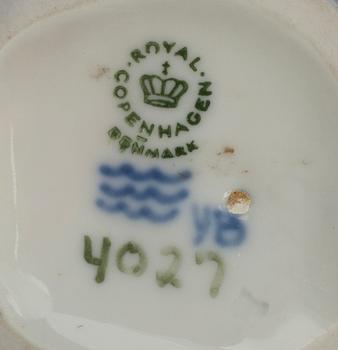 ROYAL
COPENHAGEN
DENMARK
YB
4027